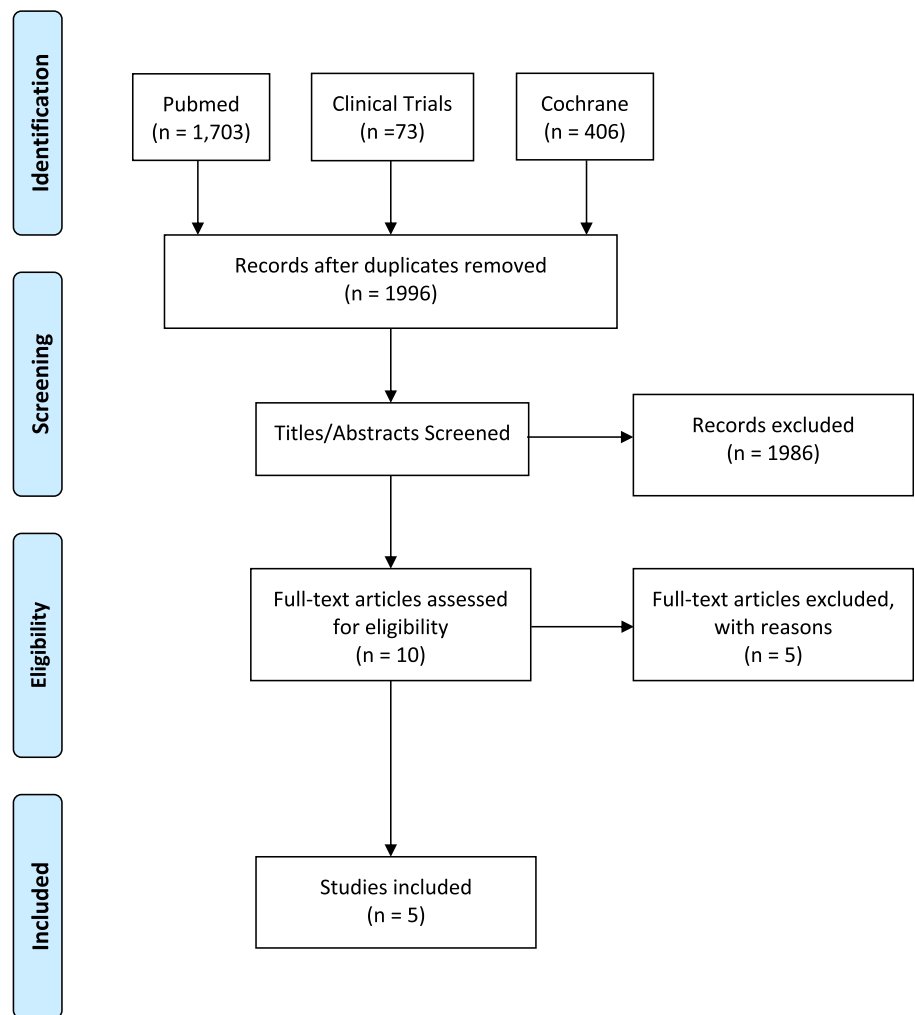 Identification
Pubmed
(n = 1,703)
Clinical Trials
(n =73)
Cochrane
(n = 406)
Records after duplicates removed
(n = 1996)
Screening
Titles/Abstracts Screened
Records excluded
(n = 1986)
Eligibility
Full-text articles assessed
for eligibility
(n = 10)
Full-text articles excluded,
with reasons
(n = 5)
Included
Studies included
(n = 5)